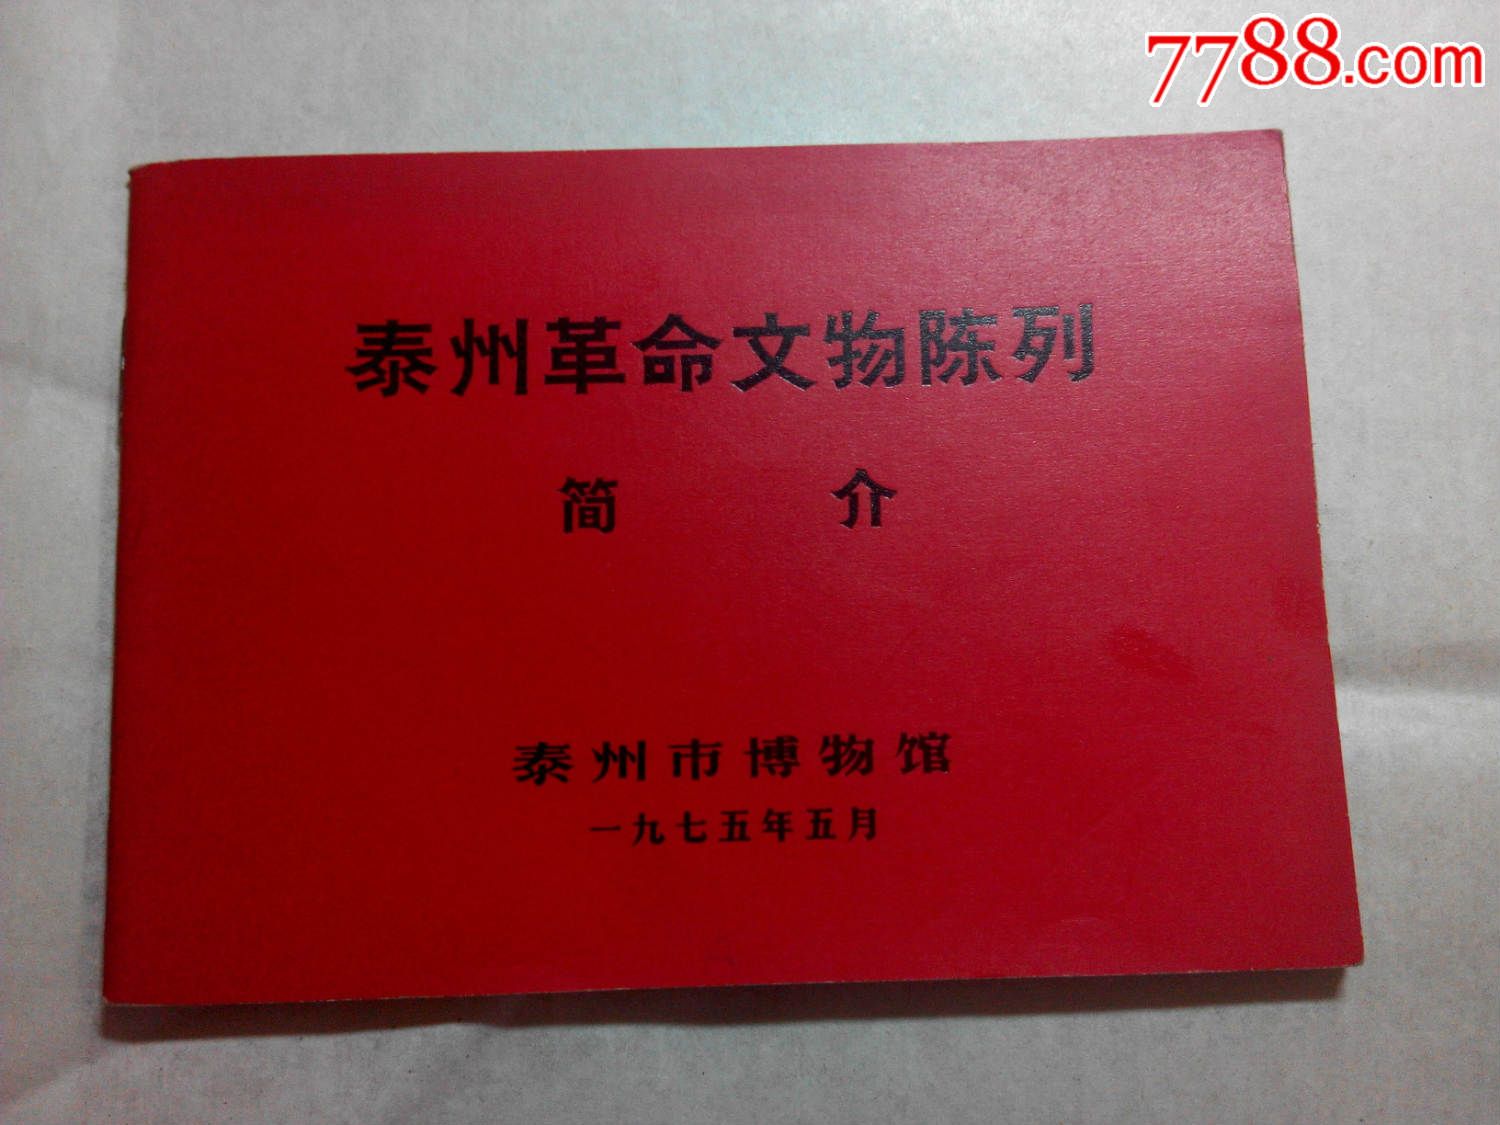 7788.com
泰州革命文物陈列
简 介
泰州市博物馆
一九七五年五月